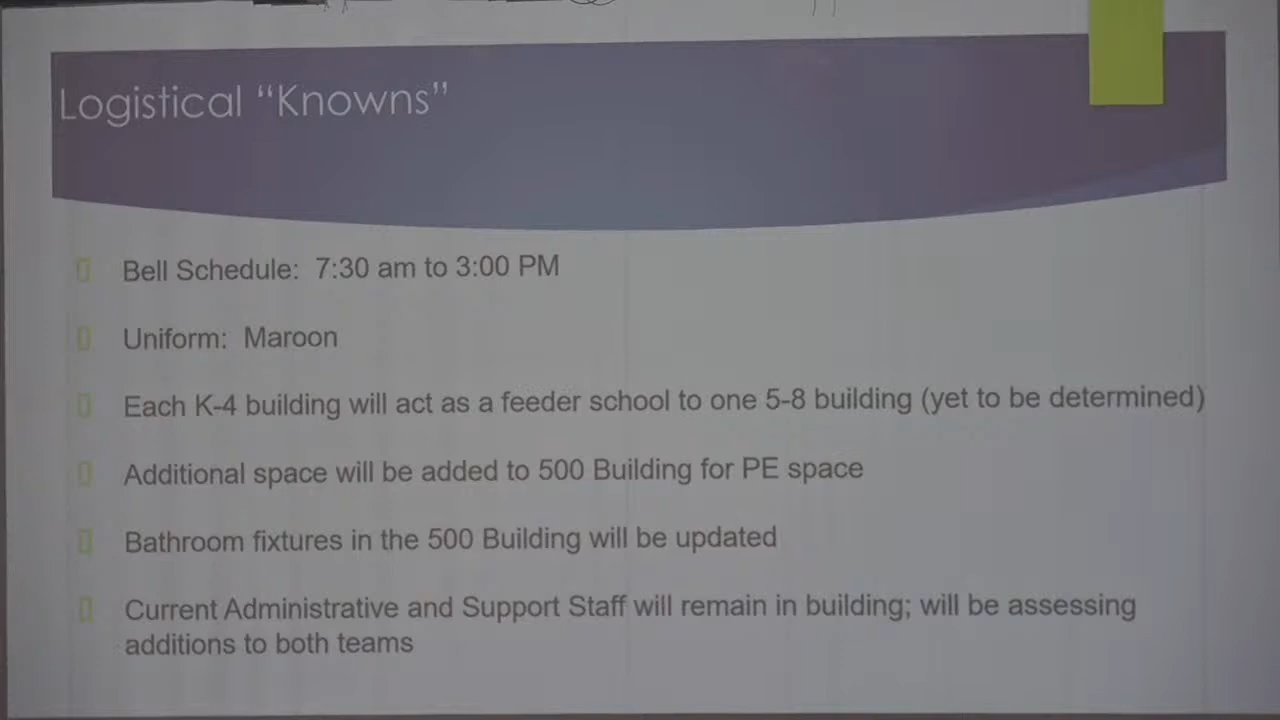 Logistical “Knowns”
Bell Schedule:  7:30 am to 3:00 PM
Uniform:  Maroon
Each K-4 building will act as a feeder school to one 5-8 building (yet to be determined)
Additional space will be added to 500 Building for PE space
Bathroom fixtures in the 500 Building will be updated
Current Administrative and Support Staff will remain in building; will be assessing
additions to both teams